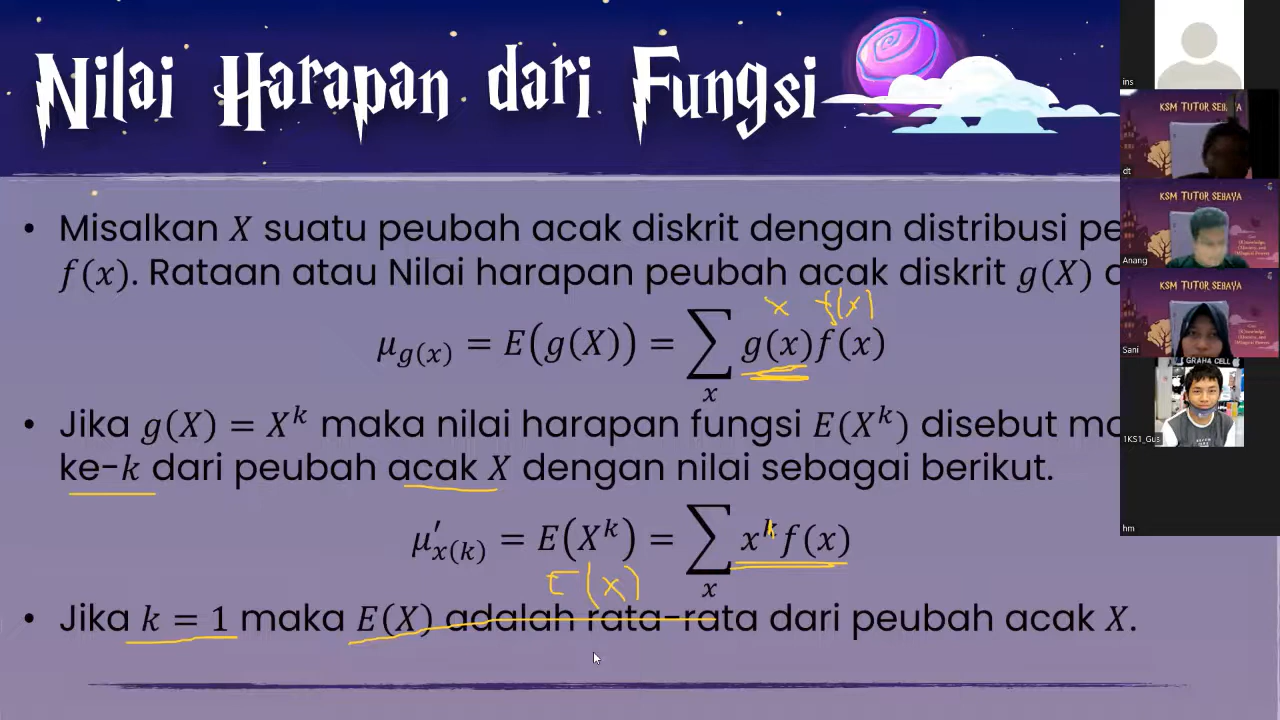 Nilai Harapan dari Fungsi
• Misalkan X suatu peubah acak diskrit dengan distribusi pe
f(x). Rataan atau Nilai harapan peubah acak diskrit g(X)
x f(x)
μ_{g(x)} = E(g(X)) = ∑_x g(x)f(x)
• Jika g(X) = X^k maka nilai harapan fungsi E(X^k) disebut mo
ke-k dari peubah acak X dengan nilai sebagai berikut.
μ'_{x(k)} = E(X^k) = ∑_x x^k f(x)
E(x)
• Jika k = 1 maka E(X) adalah rata-rata dari peubah acak X.
ins
KSM TUTOR SEBAYA
dt
KSM TUTOR SEBAYA
Anang
KSM TUTOR SEBAYA
Sani
GRAHA CELL
1KS1_Gus
hm